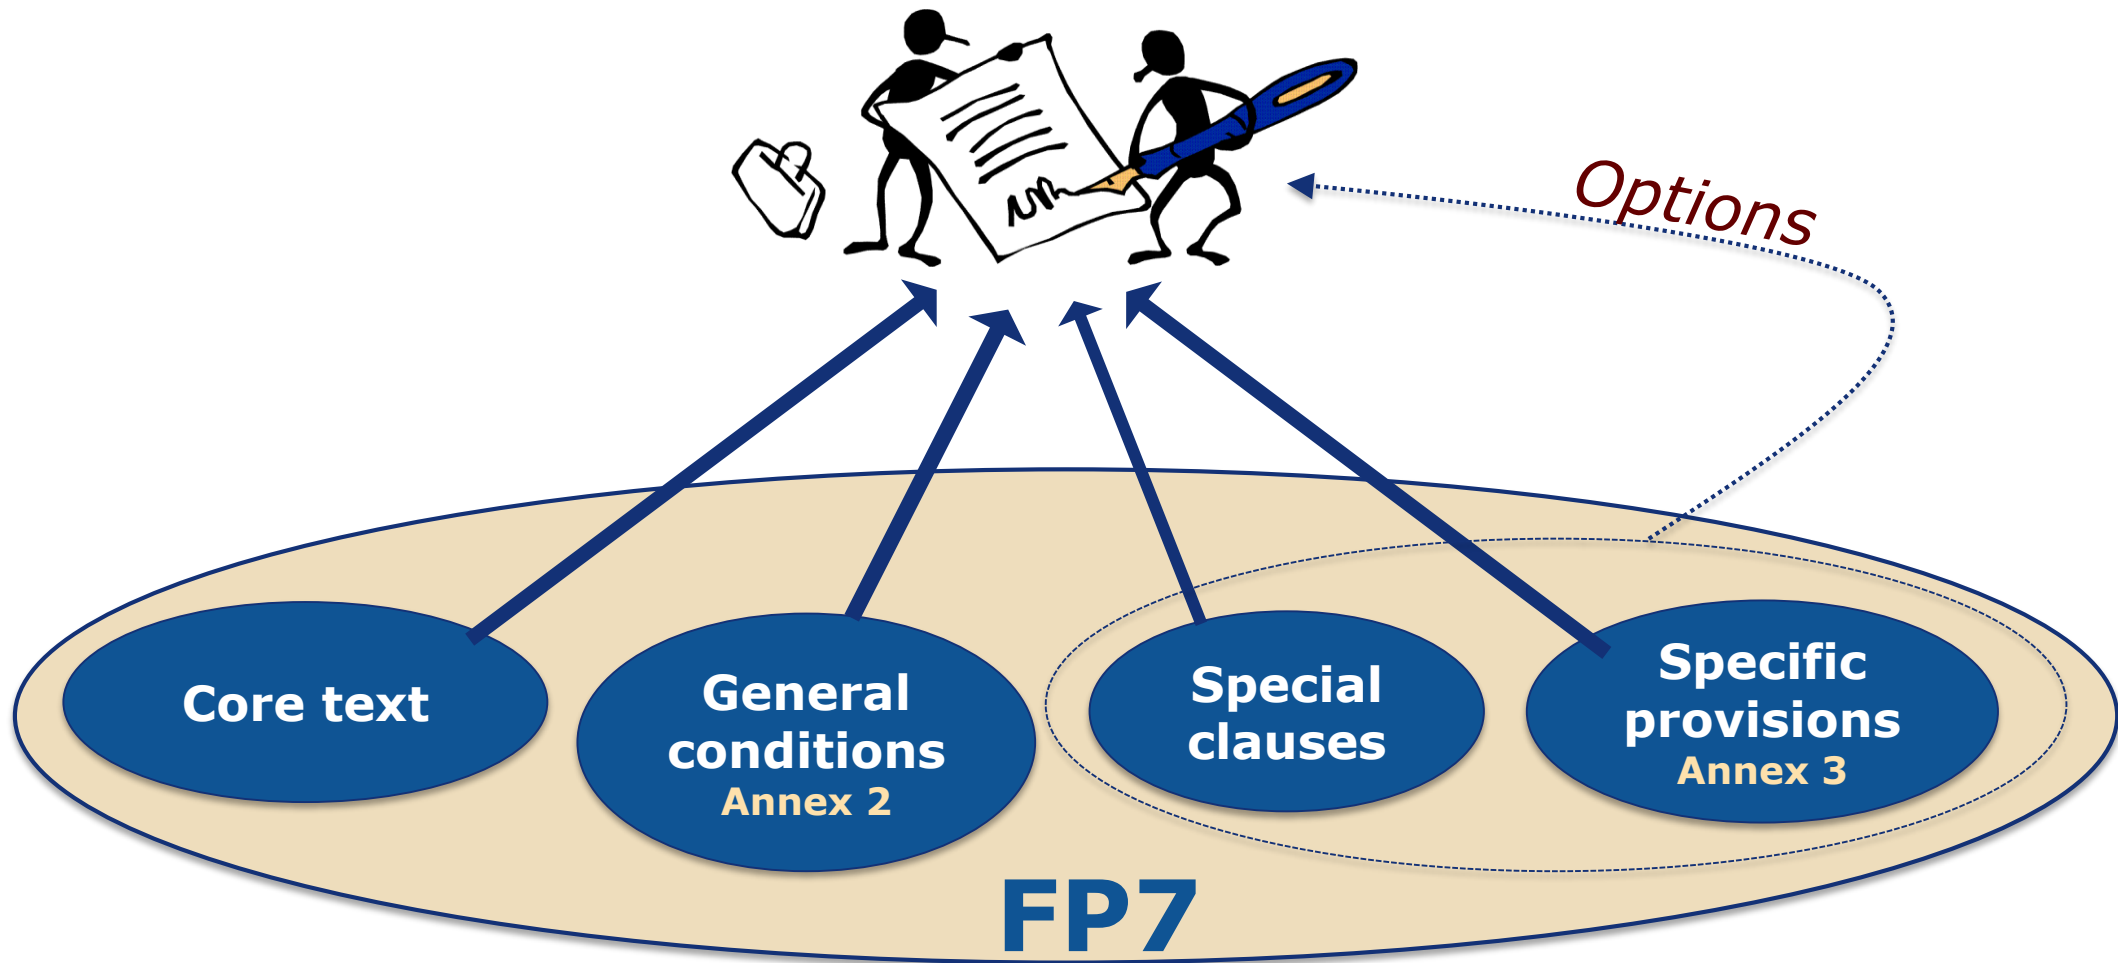 Options
Core text
General
conditions
Annex 2
Special
clauses
Specific
provisions
Annex 3
FP7